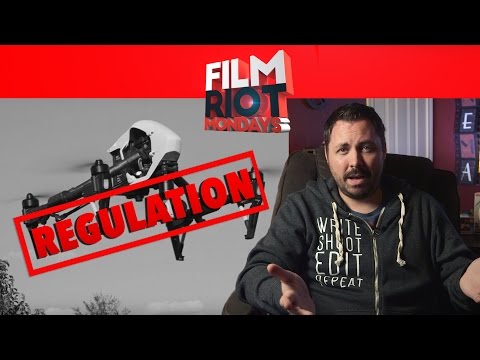 FILM
RIOT
MONDAYS
REGULATION
WRITE
SHOOT
EDIT
REPEAT